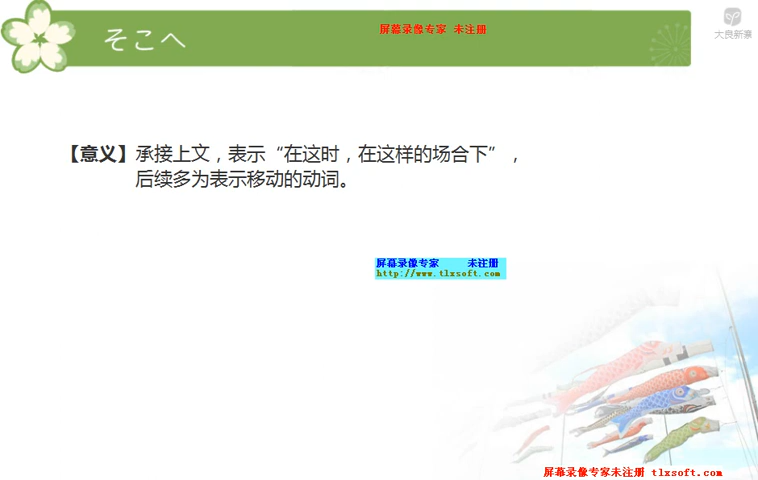 そこへ
屏幕录像专家 未注册
大良新濠
【意义】承接上文，表示“在这时，在这样的场合下”，
后续多为表示移动的动词。
屏幕录像专家 未注册
http://www.tlxsoft.com
屏幕录像专家未注册 tlxsoft.com